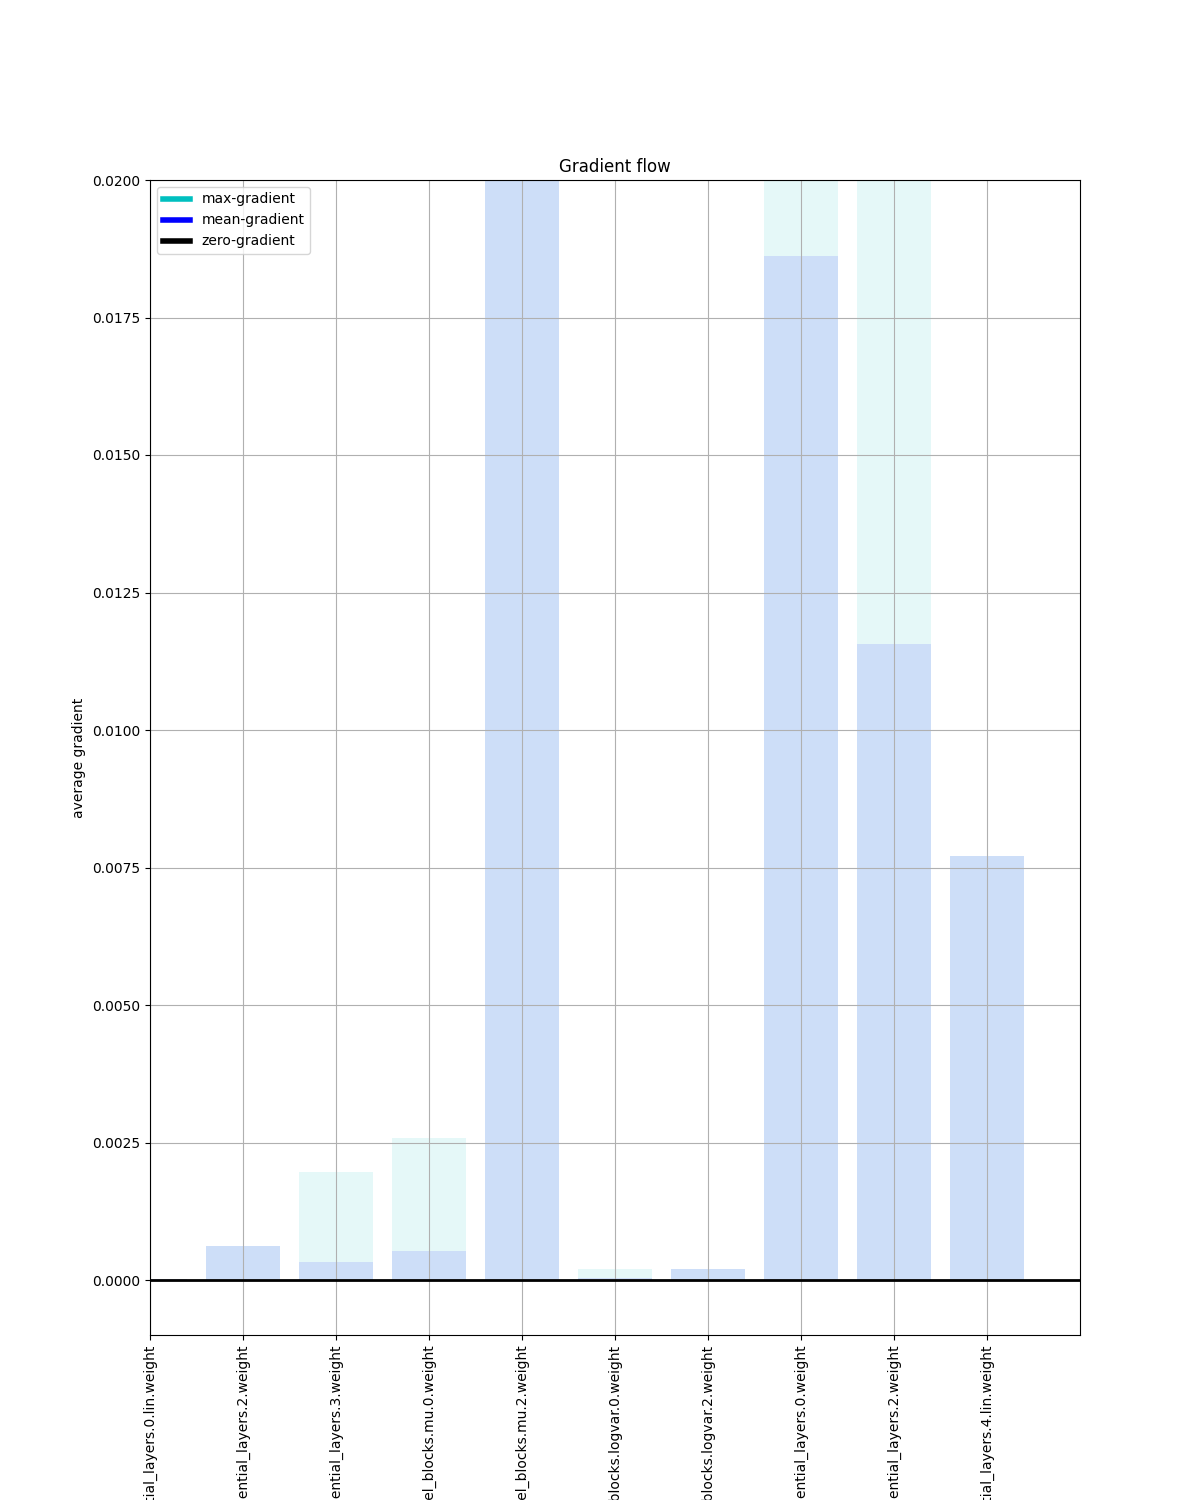 Gradient flow
max-gradient
mean-gradient
zero-gradient
average gradient
0.0200
0.0175
0.0150
0.0125
0.0100
0.0075
0.0050
0.0025
0.0000
tial_layers.0.lin.weight
ential_layers.2.weight
ential_layers.3.weight
el_blocks.mu.0.weight
el_blocks.mu.2.weight
blocks.logvar.0.weight
blocks.logvar.2.weight
ential_layers.0.weight
ential_layers.2.weight
tial_layers.4.lin.weight